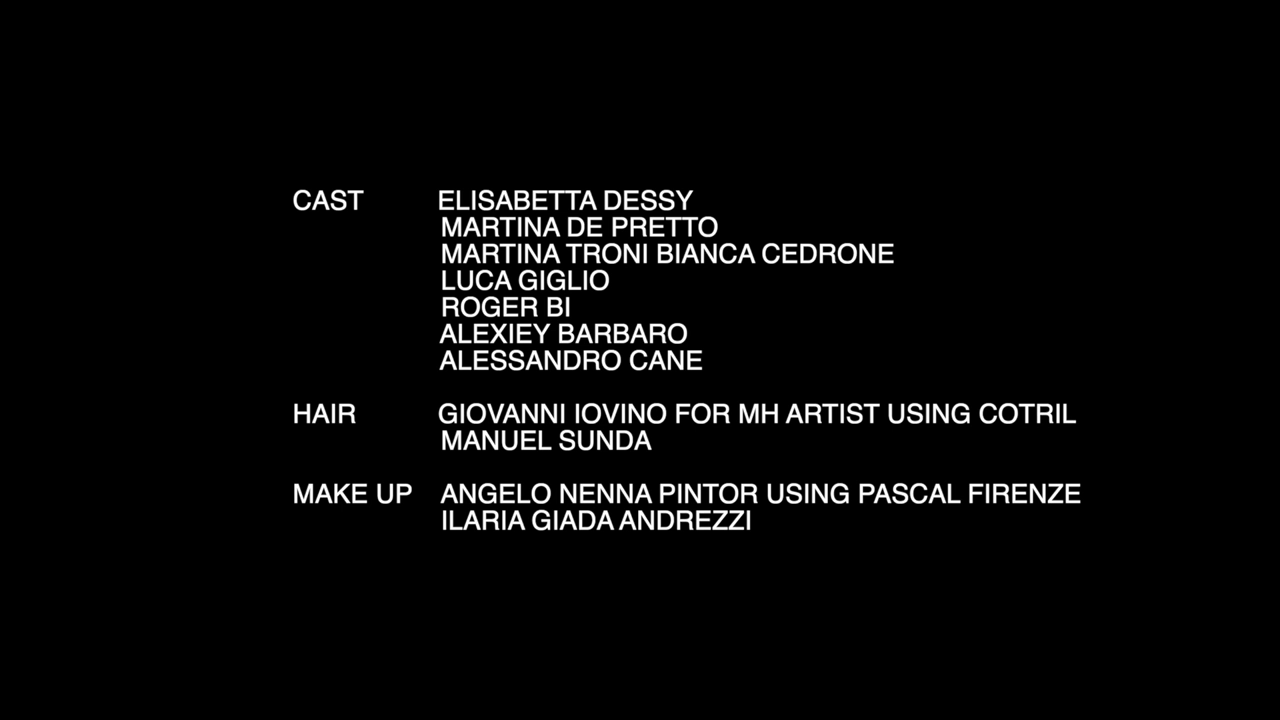 CAST ELISABETTA DESSY
MARTINA DE PRETTO
MARTINA TRONI BIANCA CEDRONE
LUCA GIGLIO
ROGER BI
ALEXIEY BARBARO
ALESSANDRO CANE
HAIR GIOVANNI IOVINO FOR MH ARTIST USING COTRIL
MANUEL SUNDA
MAKE UP ANGELO NENNA PINTOR USING PASCAL FIRENZE
ILARIA GIADA ANDREZZI